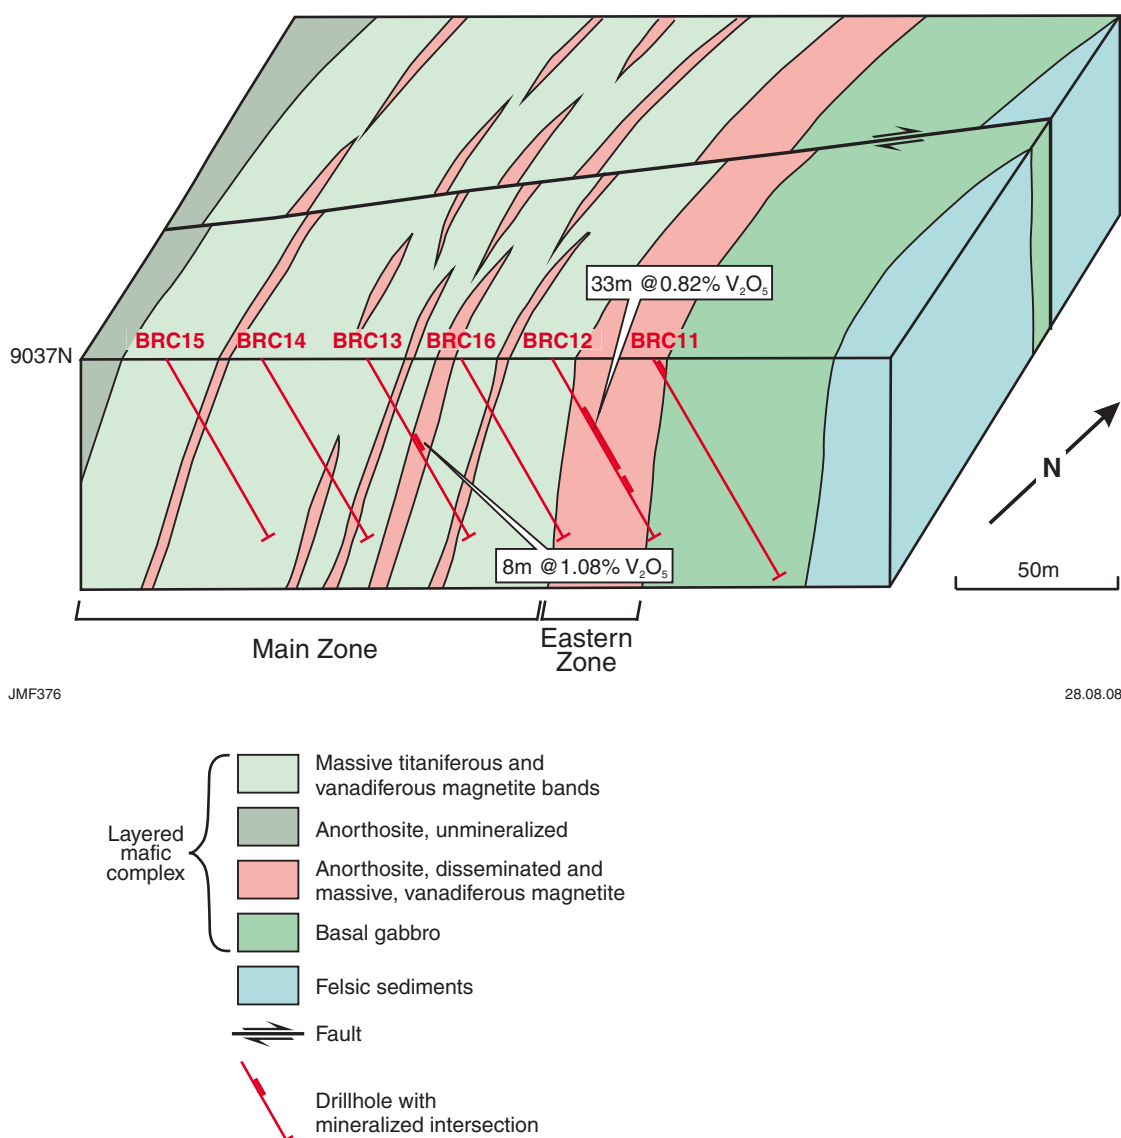 33m @0.82% V₂O₅
9037N
BRC15
BRC14
BRC13
BRC16
BRC12
BRC11
N
8m @1.08% V₂O₅
50m
Main Zone
Eastern
Zone
JMF376
28.08.08
Layered
mafic
complex
Massive titaniferous and
vanadiferous magnetite bands
Anorthosite, unmineralized
Anorthosite, disseminated and
massive, vanadiferous magnetite
Basal gabbro
Felsic sediments
Fault
Drillhole with
mineralized intersection